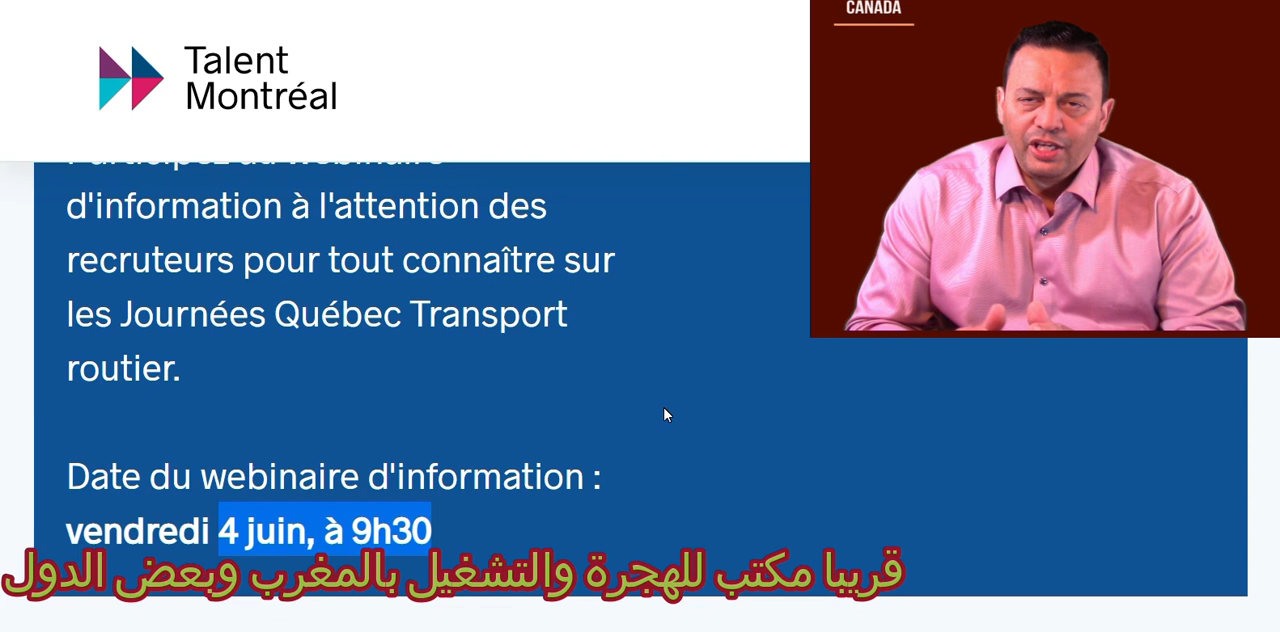 CANADA
Talent
Montréal
d'information à l'attention des
recruteurs pour tout connaître sur
les Journées Québec Transport
routier.
Date du webinaire d'information :
vendredi 4 juin, à 9h30
قريبا مكتب للهجرة والتشغيل بالمغرب وبعض الدول